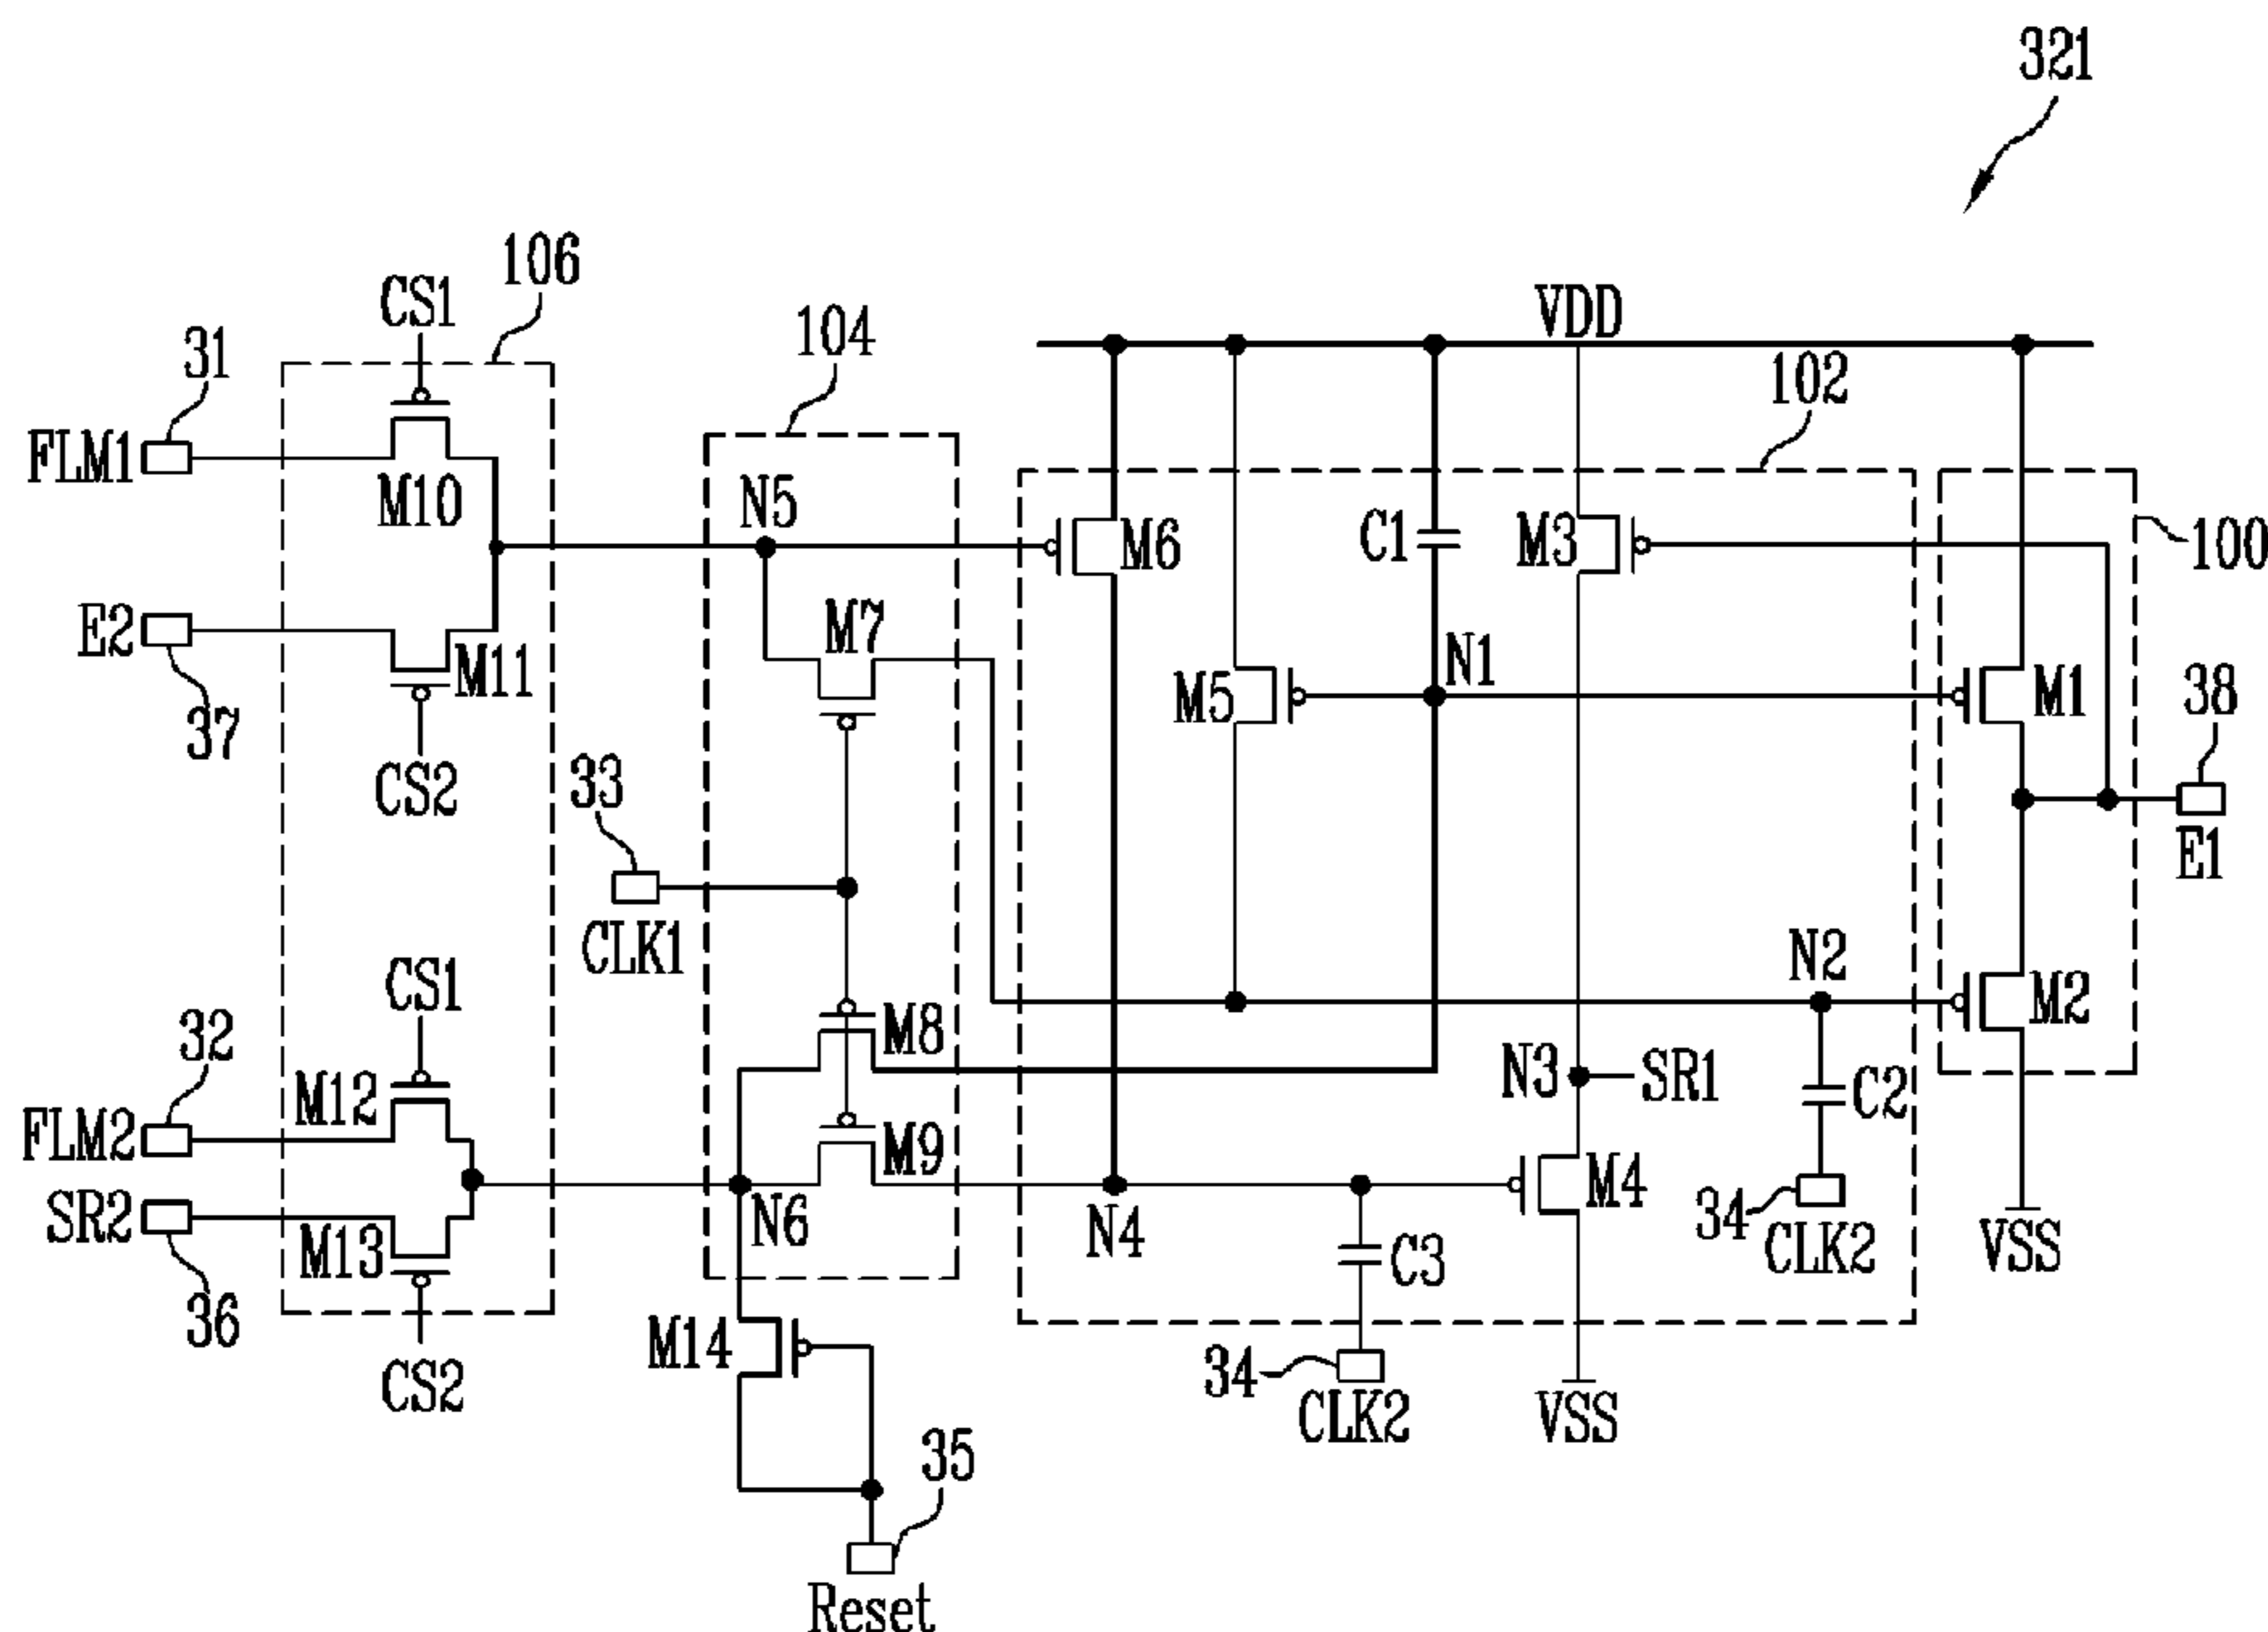 321
106
CS1
104
VDD
31
102
FLM1
M10
N5
M6
C1
M3
100
E2
M11
M7
N1
M5
M1
38
37
CS2
33
E1
CLK1
CS1
N2
M2
32
M8
N3
SR1
M12
C2
FLM2
M9
M4
SR2
N6
N4
34
CLK2
VSS
M13
C3
36
M14
34
CS2
CLK2
VSS
35
Reset